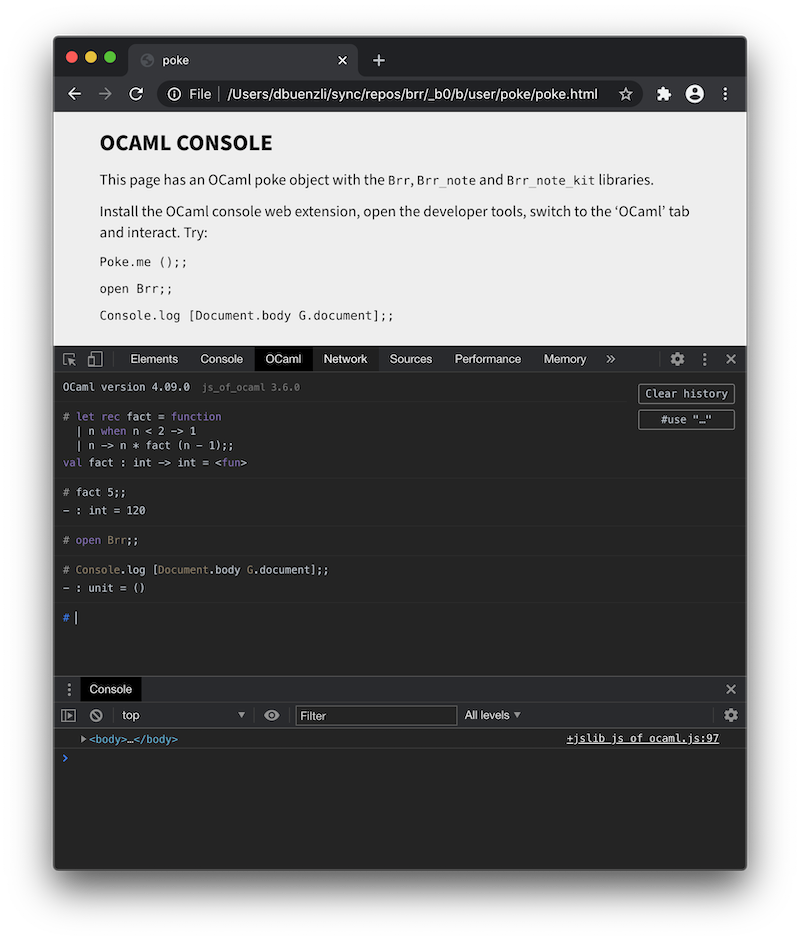 poke
File /Users/dbuenzli/sync/repos/brr/_b0/b/user/poke/poke.html
OCAML CONSOLE
This page has an OCaml poke object with the Brr, Brr_note and Brr_note_kit libraries.
Install the OCaml console web extension, open the developer tools, switch to the ‘OCaml’ tab
and interact. Try:
Poke.me ();;
open Brr;;
Console.log [Document.body G.document];;
Elements Console OCaml Network Sources Performance Memory »
OCaml version 4.09.0 js_of_ocaml 3.6.0
Clear history
#use "…"
# let rec fact = function
| n when n < 2 -> 1
| n -> n * fact (n - 1);;
val fact : int -> int = <fun>
# fact 5;;
- : int = 120
# open Brr;;
# Console.log [Document.body G.document];;
- : unit = ()
#
Console
top Filter All levels
<body>…</body> +jslib_js_of_ocaml.js:97